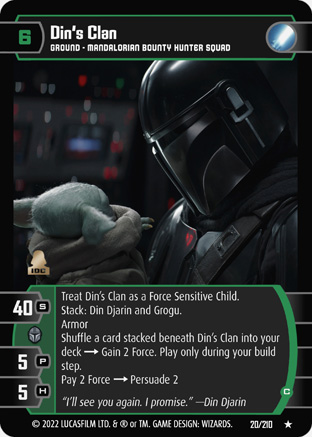 6
Din's Clan
GROUND - MANDALORIAN BOUNTY HUNTER SQUAD
IDC
40 S
5 P
5 H
Treat Din's Clan as a Force Sensitive Child.
Stack: Din Djarin and Grogu.
Armor
Shuffle a card stacked beneath Din's Clan into your
deck → Gain 2 Force. Play only during your build
step.
Pay 2 Force → Persuade 2
"I'll see you again. I promise." —Din Djarin
C
© 2022 LUCASFILM LTD. & ® or TM. GAME DESIGN: WIZARDS. 20/210